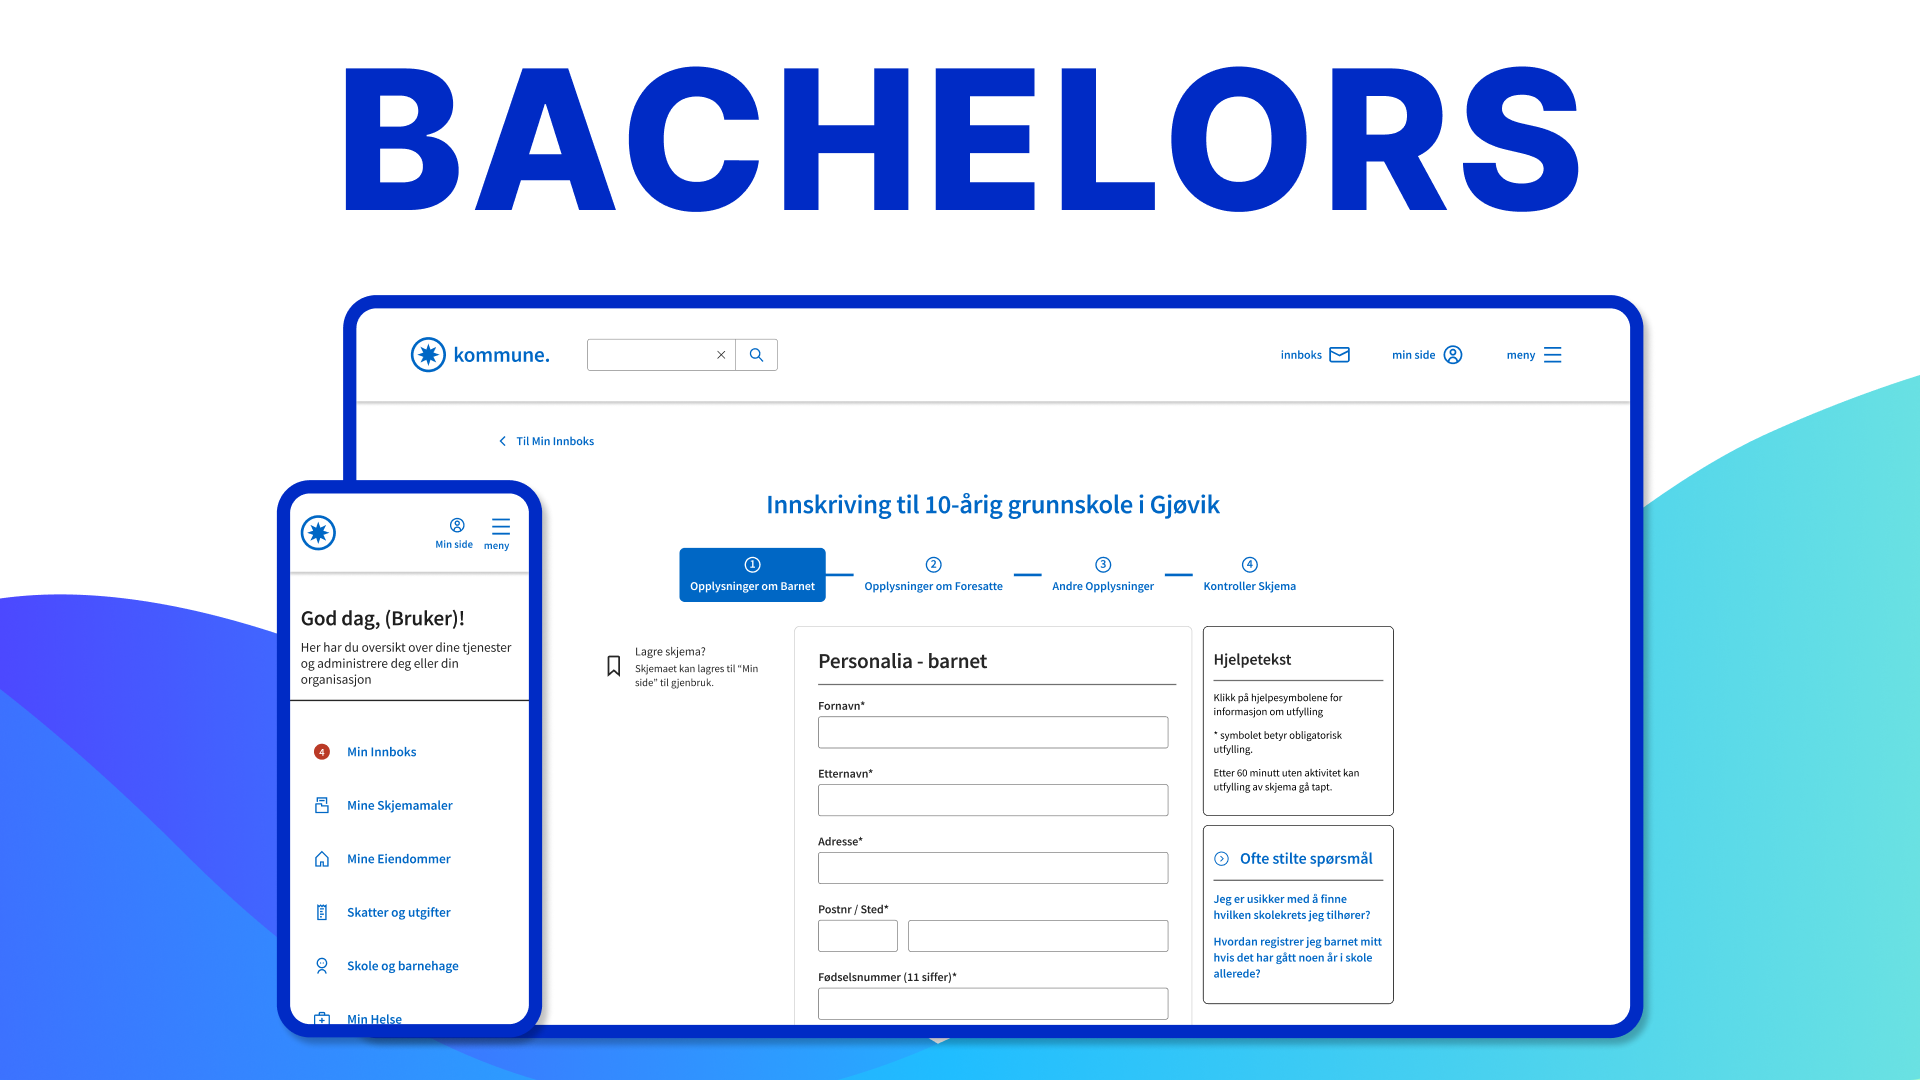 BACHELORS
kommune.
innboks
min side
meny
Til Min Innboks
Innskriving til 10-årig grunnskole i Gjøvik
1
Opplysninger om Barnet
2
Opplysninger om Foresatte
3
Andre Opplysninger
4
Kontroller Skjema
Lagre skjema?
Skjemaet kan lagres til “Min
side” til gjenbruk.
Personalia - barnet
Fornavn*
Etternavn*
Adresse*
Postnr / Sted*
Fødselsnummer (11 siffer)*
Hjelpetekst
Klikk på hjelpesymbolene for
informasjon om utfylling
* symbolet betyr obligatorisk
utfylling.
Etter 60 minutt uten aktivitet kan
utfylling av skjema gå tapt.
Ofte stilte spørsmål
Jeg er usikker med å finne
hvilken skolekrets jeg tilhører?
Hvordan registrer jeg barnet mitt
hvis det har gått noen år i skole
allerede?
Min side
meny
God dag, (Bruker)!
Her har du oversikt over dine tjenester
og administrere deg eller din
organisasjon
4
Min Innboks
Mine Skjemamaler
Mine Eiendommer
Skatter og utgifter
Skole og barnehage
Min Helse